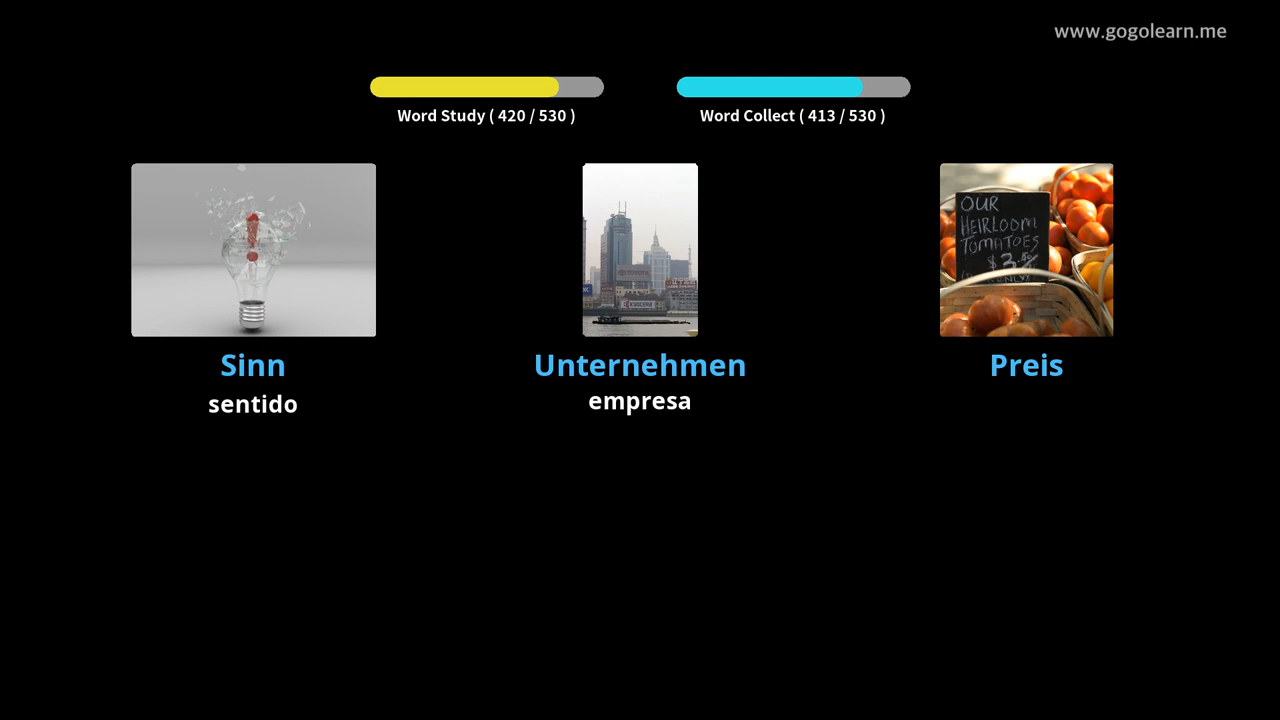 www.gogolearn.me
Word Study ( 420 / 530 )
Word Collect ( 413 / 530 )
OUR
HEIRLOOM
TOMATOES
TOYOTA
Sinn
Unternehmen
Preis
sentido
empresa